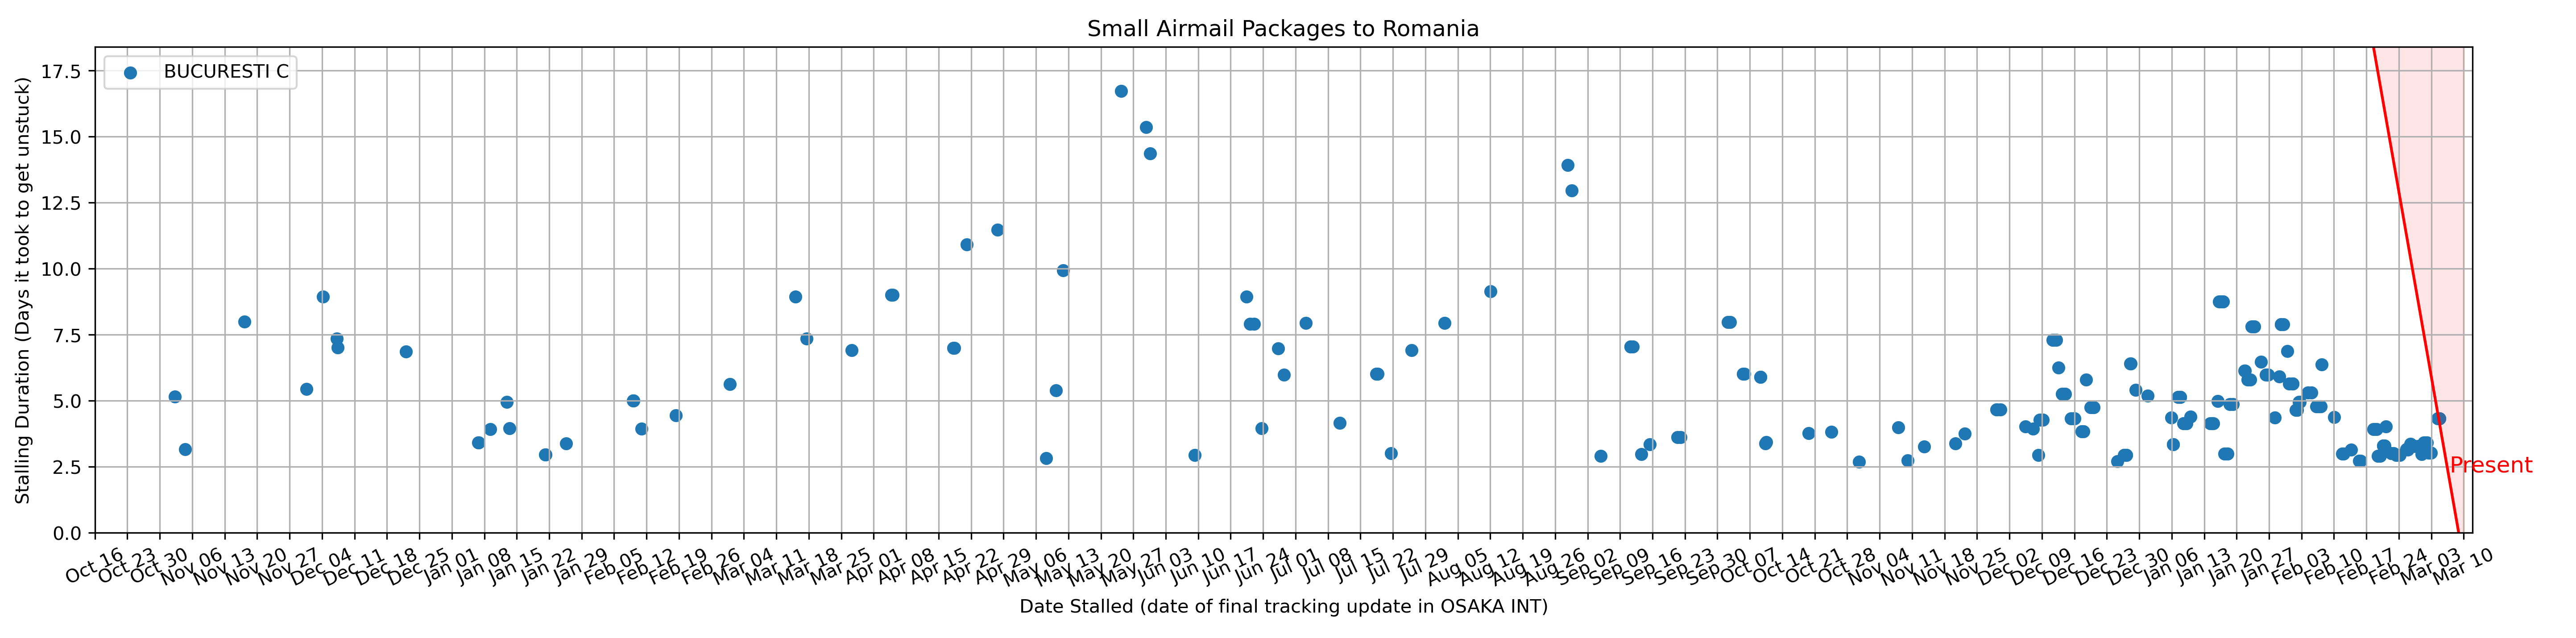 Small Airmail Packages to Romania
BUCURESTI C
17.5
15.0
12.5
10.0
7.5
5.0
2.5
0.0
Stalling Duration (Days it took to get unstuck)
Present
Oct 16 Oct 23 Oct 30 Nov 06 Nov 13 Nov 20 Nov 27 Dec 04 Dec 11 Dec 18 Dec 25 Jan 01 Jan 08 Jan 15 Jan 22 Jan 29 Feb 05 Feb 12 Feb 19 Feb 26 Mar 04 Mar 11 Mar 18 Mar 25 Apr 01 Apr 08 Apr 15 Apr 22 Apr 29 May 06 May 13 May 20 May 27 Jun 03 Jun 10 Jun 17 Jun 24 Jul 01 Jul 08 Jul 15 Jul 22 Jul 29 Aug 05 Aug 12 Aug 19 Aug 26 Sep 02 Sep 09 Sep 16 Sep 23 Sep 30 Oct 07 Oct 14 Oct 21 Oct 28 Nov 04 Nov 11 Nov 18 Nov 25 Dec 02 Dec 09 Dec 16 Dec 23 Dec 30 Jan 06 Jan 13 Jan 20 Jan 27 Feb 03 Feb 10 Feb 17 Feb 24 Mar 03 Mar 10
Date Stalled (date of final tracking update in OSAKA INT)